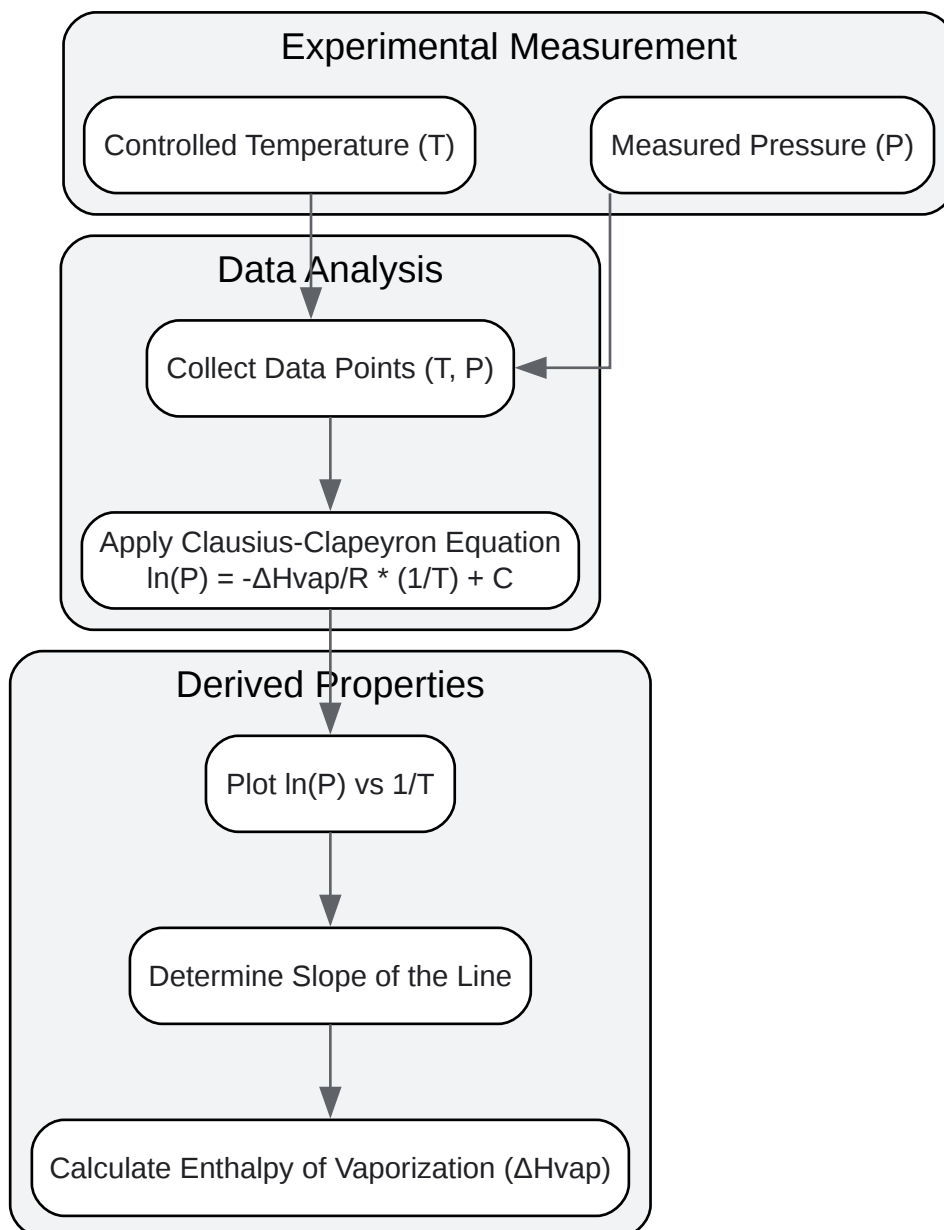 Experimental Measurement
Controlled Temperature (T)
Measured Pressure (P)
Data Analysis
Collect Data Points (T, P)
Apply Clausius-Clapeyron Equation
ln(P) = -ΔHvap/R * (1/T) + C
Derived Properties
Plot ln(P) vs 1/T
Determine Slope of the Line
Calculate Enthalpy of Vaporization (ΔHvap)